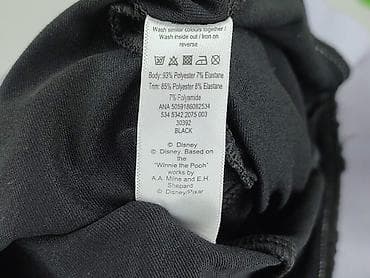 Wash similar colours together /
Wash inside out / Iron on
reverse
Body: 93% Polyester 7% Elastane
Trim: 85% Polyester 8% Elastane
7% Polyamide
ANA 5059186082534
534 5342 2075 003
30392
BLACK
© Disney
© Disney. Based on
the
"Winnie the Pooh"
works by
A.A. Milne and E.H.
Shepard
© Disney/Pixar